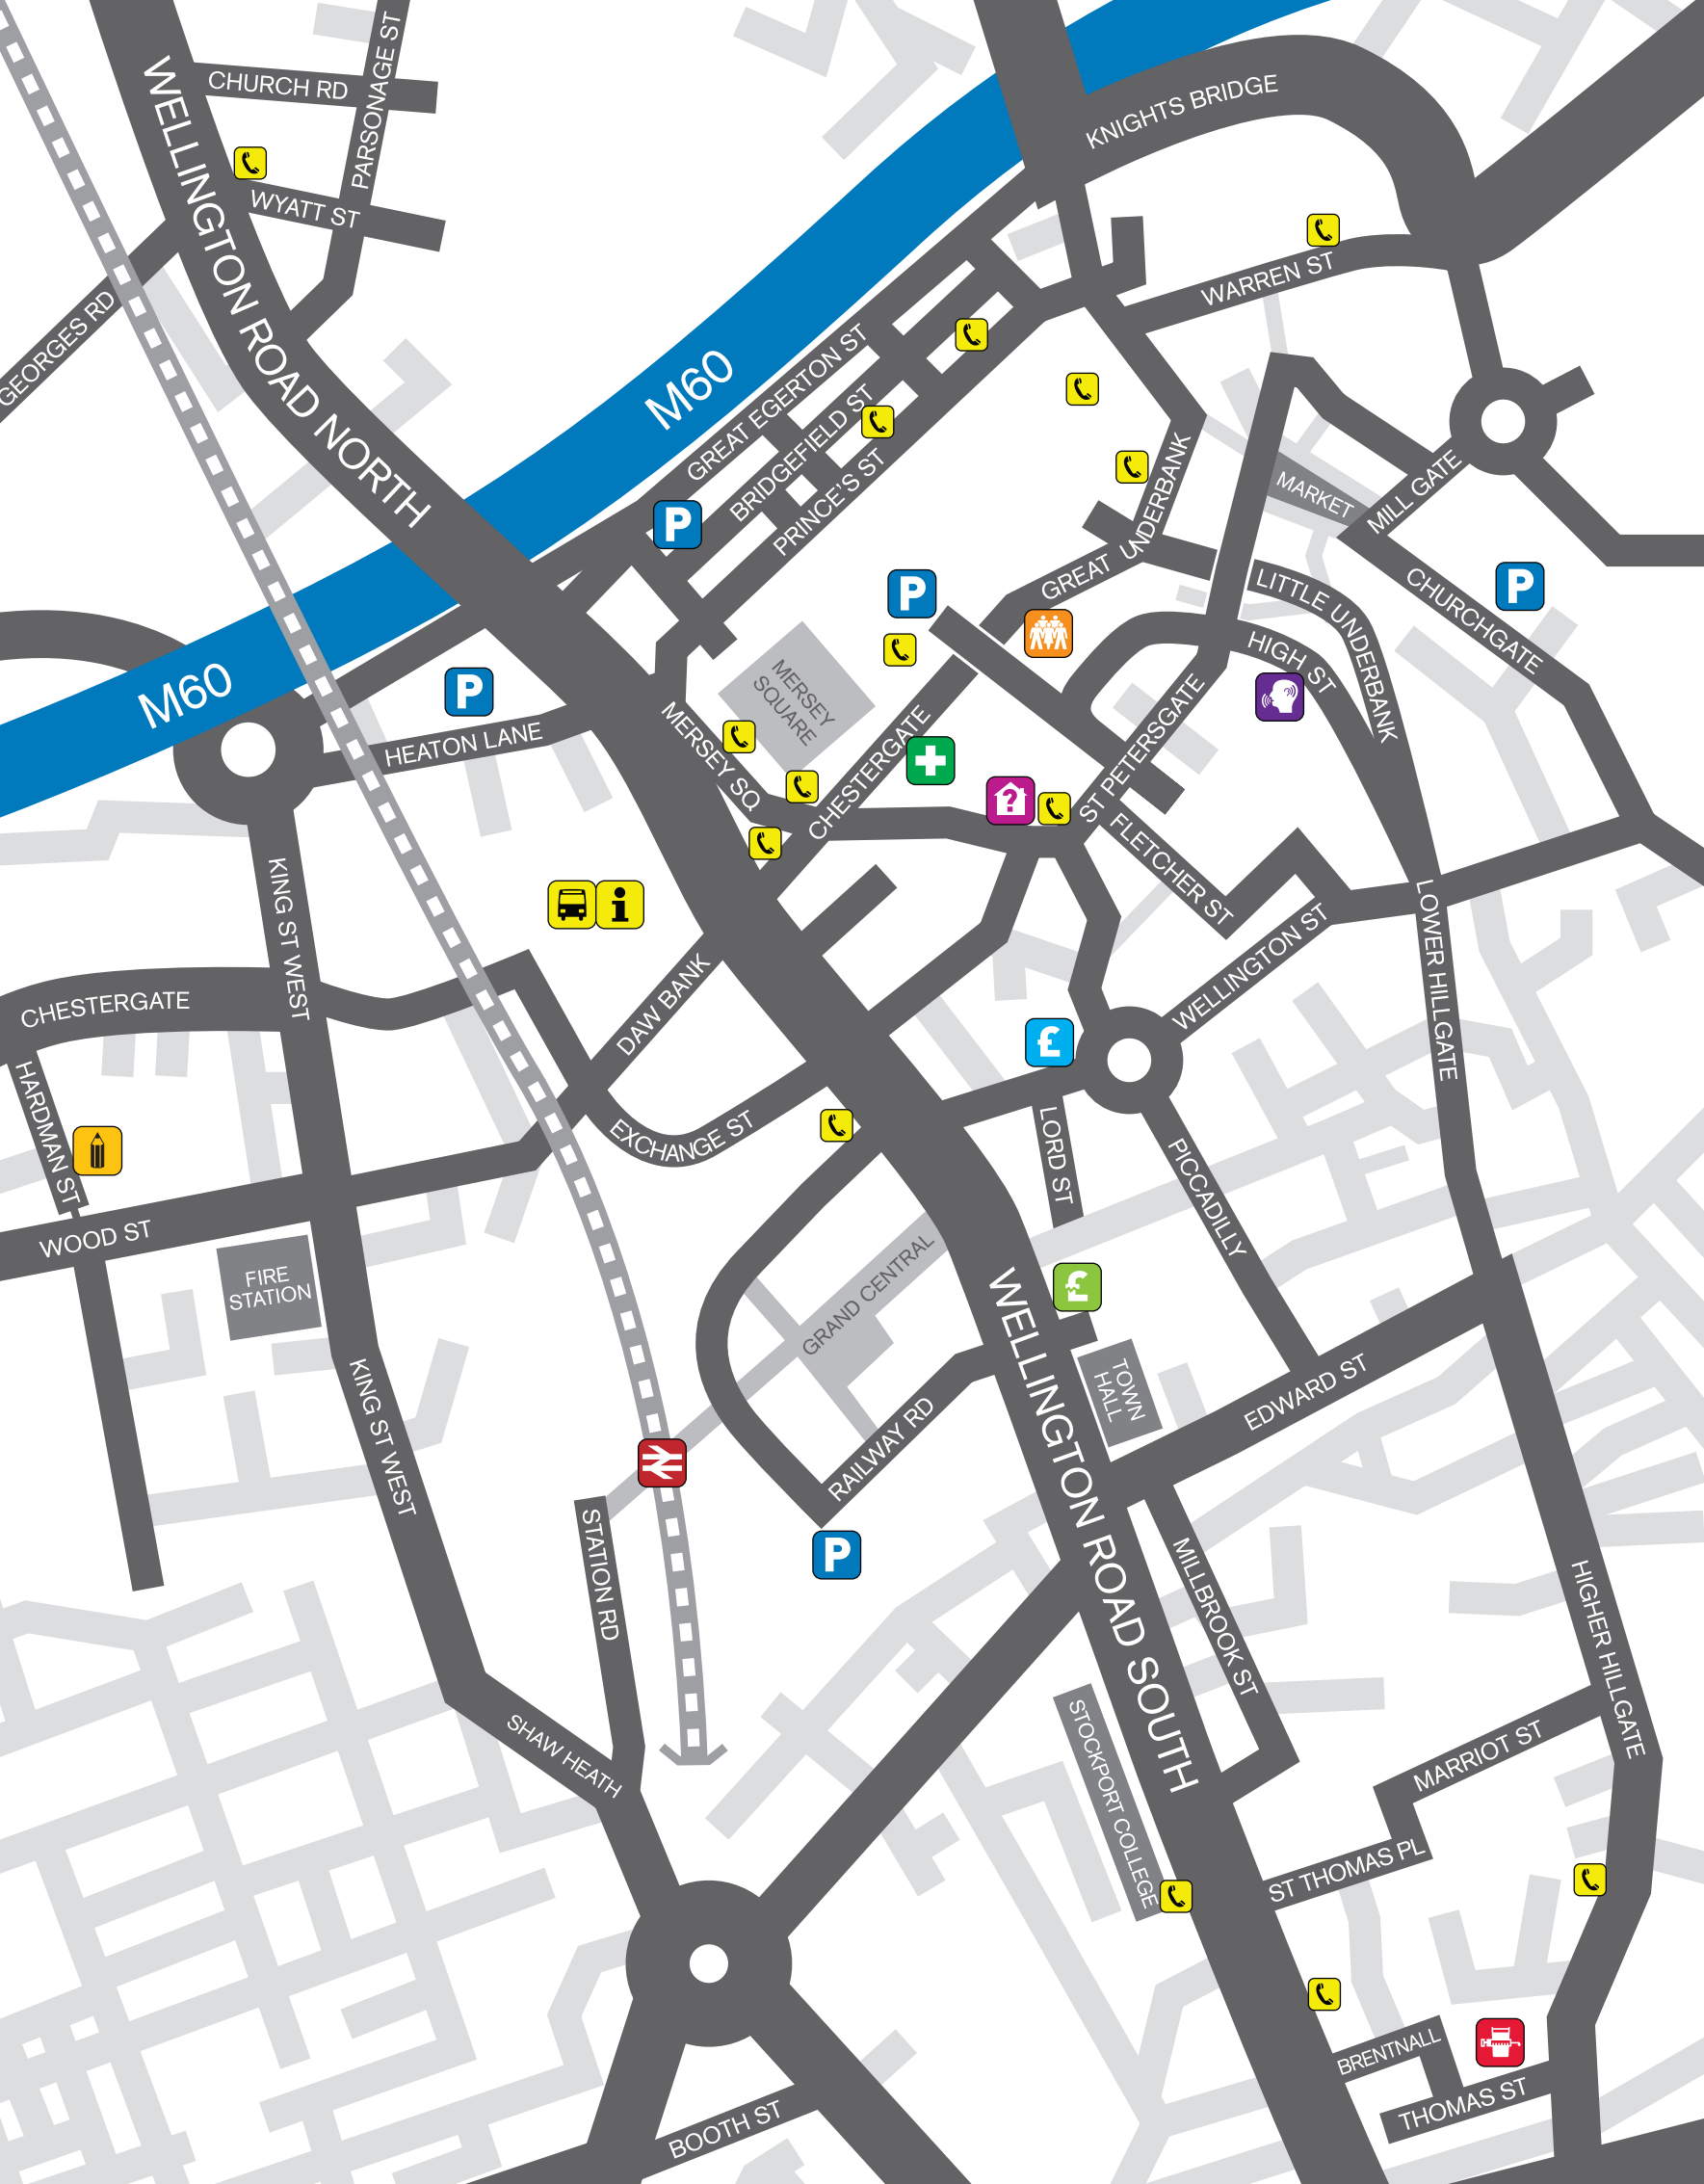 PARSONAGE ST
CHURCH RD
KNIGHTS BRIDGE
WELLINGTON ROAD NORTH
WYATT ST
WARREN ST
GEORGES RD
M60
GREAT EGERTON ST
BRIDGEFIELD ST
PRINCE'S ST
GREAT UNDERBANK
MARKET
MILL GATE
P
P
P
LITTLE UNDERBANK
CHURCHGATE
HIGH ST
M60
P
HEATON LANE
MERSEY
SQUARE
MERSEY SQ
CHESTERGATE
ST PETERSGATE
?
FLETCHER ST
KING ST WEST
i
WELLINGTON ST
LOWER HILLGATE
DAW BANK
CHESTERGATE
£
HARDMAN ST
EXCHANGE ST
LORD ST
PICCADILLY
WOOD ST
FIRE
STATION
GRAND CENTRAL
£
WELLINGTON ROAD SOUTH
TOWN
HALL
EDWARD ST
KING ST WEST
RAILWAY RD
STATION RD
P
MILLBROOK ST
HIGHER HILLGATE
SHAW HEATH
STOCKPORT COLLEGE
MARRIOT ST
ST THOMAS PL
BRENTNALL
THOMAS ST
BOOTH ST